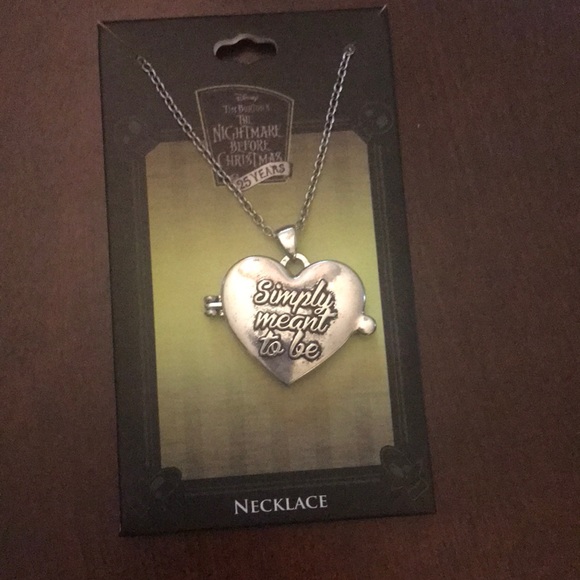 Disney
Tim Burton's
The
Nightmare
Before
Christmas
25 Years
Simply
meant
to be
Necklace